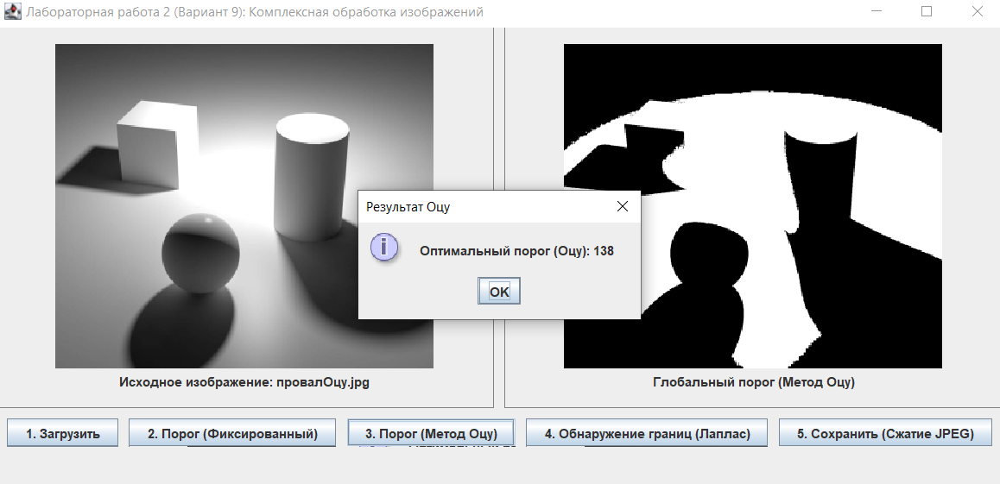 Лабораторная работа 2 (Вариант 9): Комплексная обработка изображений
Результат Оцу
Оптимальный порог (Оцу): 138
OK
Исходное изображение: провалОцу.jpg
Глобальный порог (Метод Оцу)
1. Загрузить
2. Порог (Фиксированный)
3. Порог (Метод Оцу)
4. Обнаружение границ (Лаплас)
5. Сохранить (Сжатие JPEG)